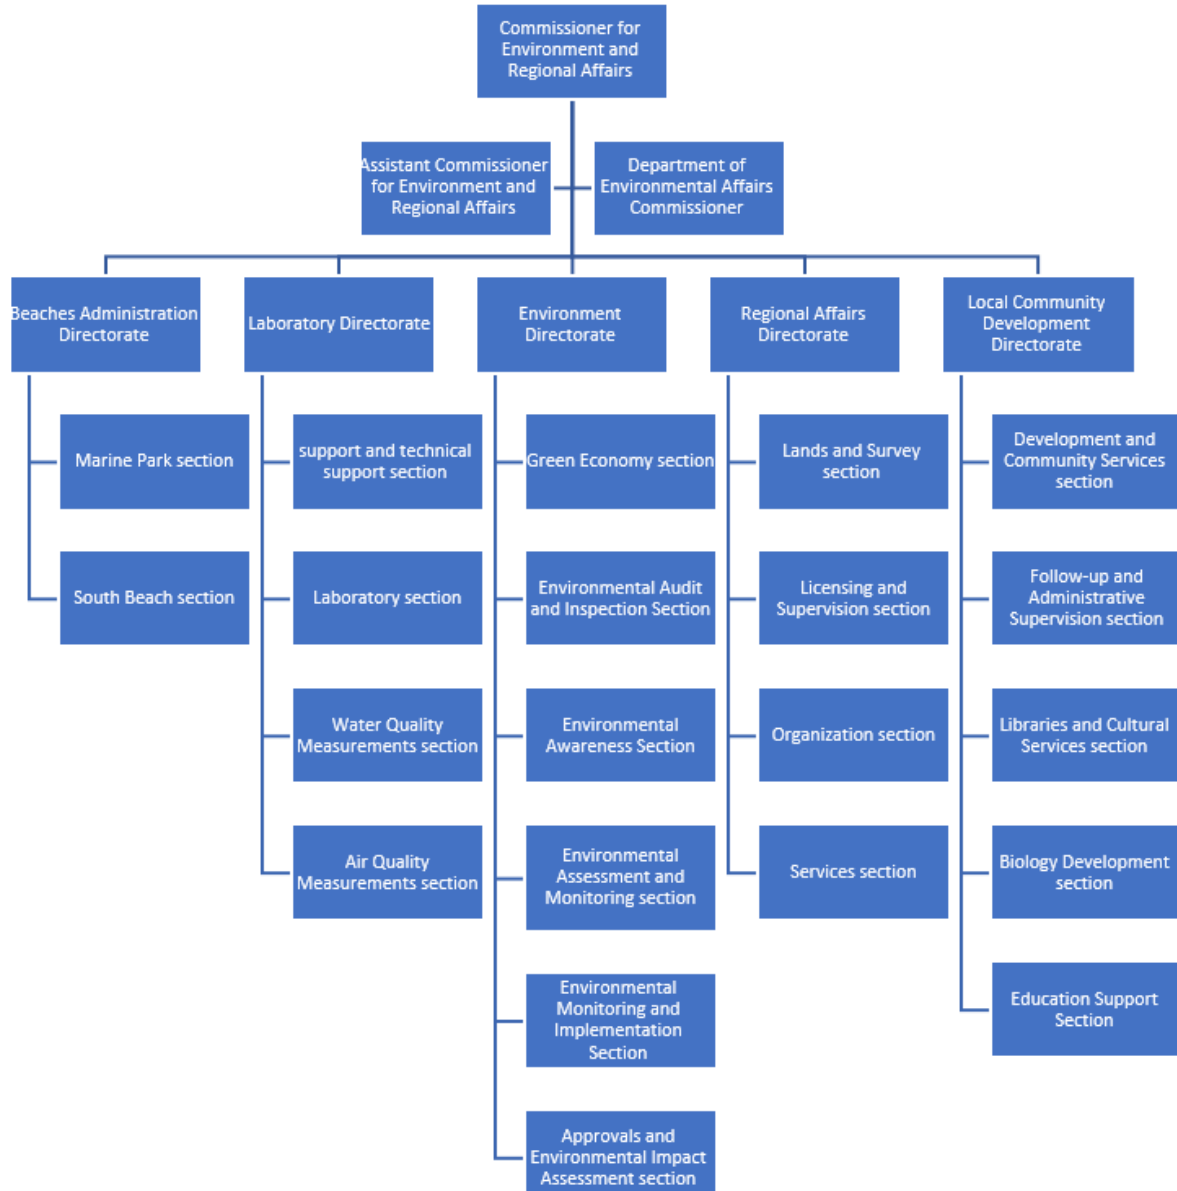 Commissioner for
Environment and
Regional Affairs
Assistant Commissioner
for Environment and
Regional Affairs
Department of
Environmental Affairs
Commissioner
Beaches Administration
Directorate
Laboratory Directorate
Environment
Directorate
Regional Affairs
Directorate
Local Community
Development
Directorate
Marine Park section
South Beach section
support and technical
support section
Laboratory section
Water Quality
Measurements section
Air Quality
Measurements section
Green Economy section
Environmental Audit
and Inspection Section
Environmental
Awareness Section
Environmental
Assessment and
Monitoring section
Environmental
Monitoring and
Implementation
Section
Approvals and
Environmental Impact
Assessment section
Lands and Survey
section
Licensing and
Supervision section
Organization section
Services section
Development and
Community Services
section
Follow-up and
Administrative
Supervision section
Libraries and Cultural
Services section
Biology Development
section
Education Support
Section